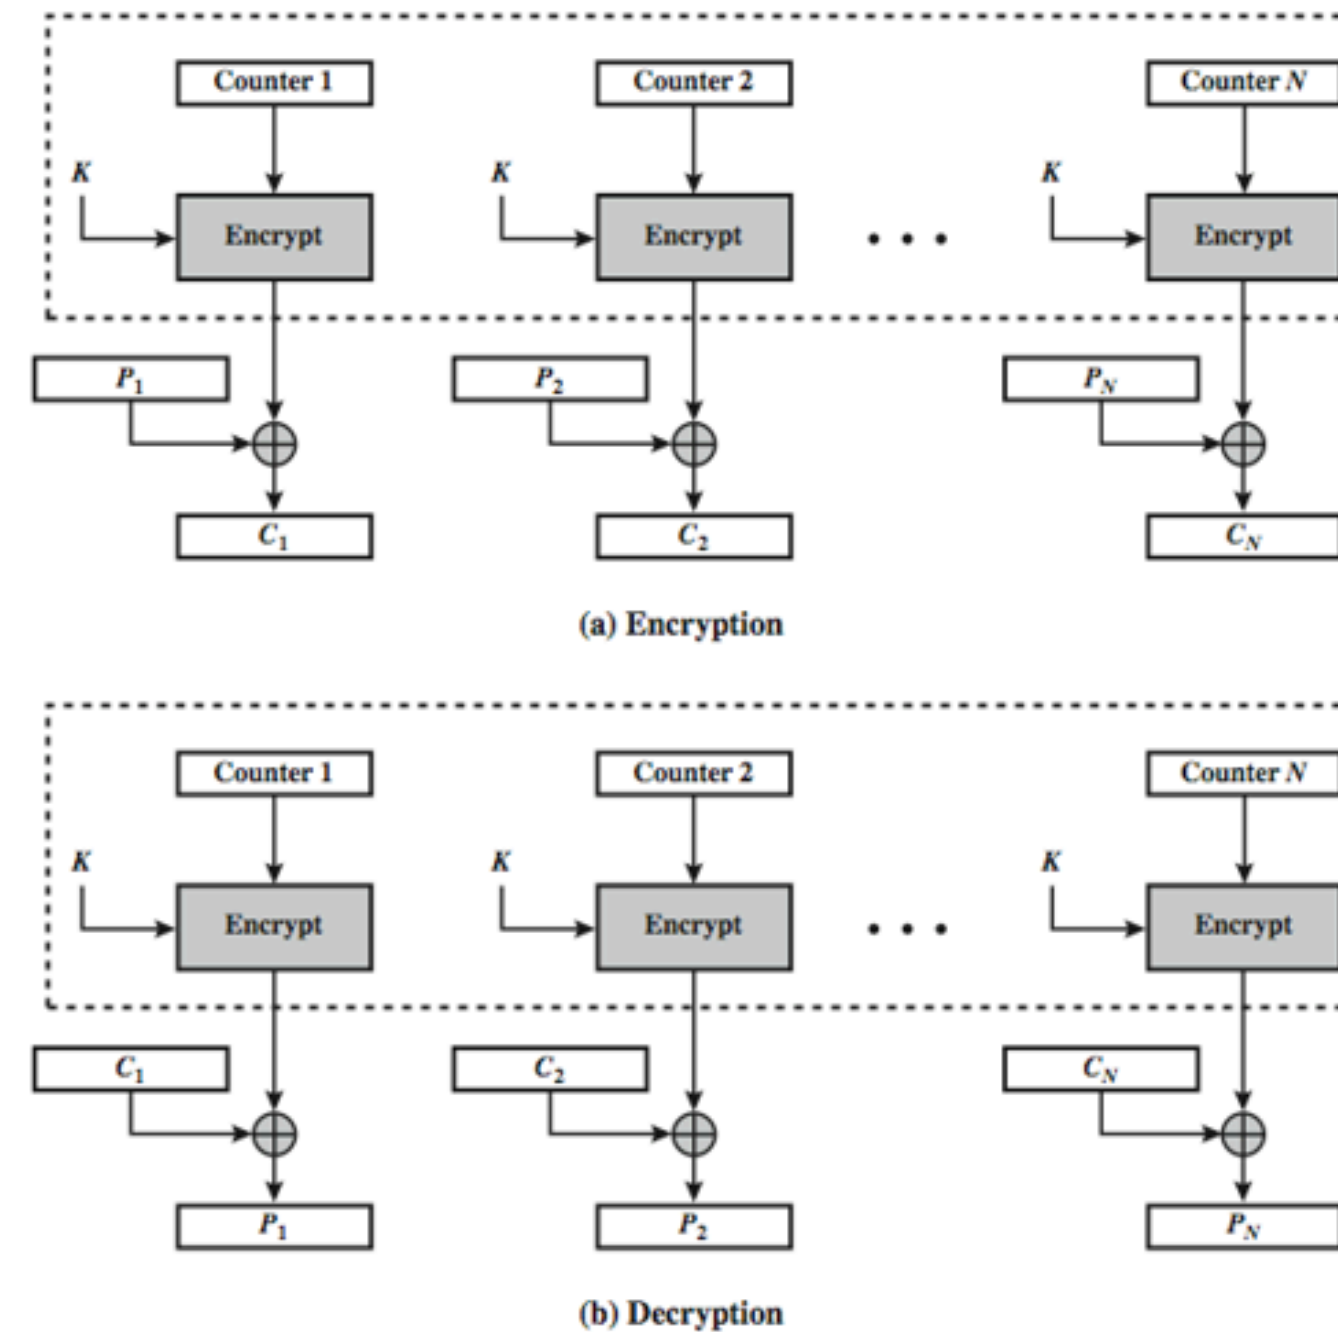 Counter 1 Counter 2 Counter N
K K K
Encrypt Encrypt • • • Encrypt
P1 P2 PN
C1 C2 CN
(a) Encryption
Counter 1 Counter 2 Counter N
K K K
Encrypt Encrypt • • • Encrypt
C1 C2 CN
P1 P2 PN
(b) Decryption